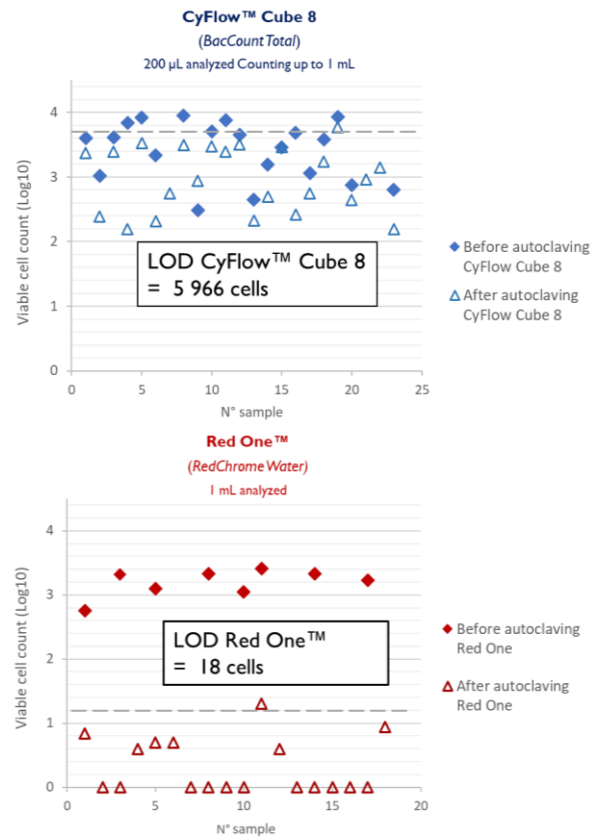 CyFlow™ Cube 8
(BacCount Total)
200 µL analyzed Counting up to 1 mL
Viable cell count (Log10)
4
3
2
1
0
LOD CyFlow™ Cube 8
= 5 966 cells
0 5 10 15 20 25
N° sample
Before autoclaving
CyFlow Cube 8
After autoclaving
CyFlow Cube 8
Red One™
(RedChrome Water)
1 mL analyzed
Viable cell count (Log10)
4
3
2
1
0
LOD Red One™
= 18 cells
0 5 10 15 20
N° sample
Before autoclaving
Red One
After autoclaving
Red One